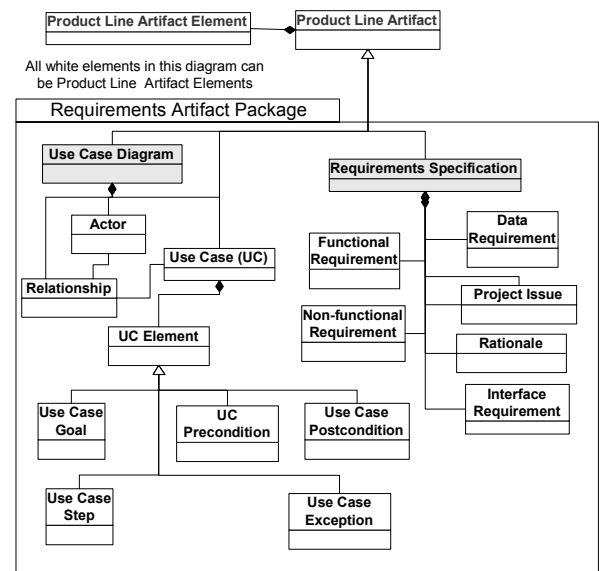 Product Line Artifact Element
Product Line Artifact
All white elements in this diagram can
be Product Line Artifact Elements
Requirements Artifact Package
Use Case Diagram
Requirements Specification
Actor
Use Case (UC)
Relationship
UC Element
Functional
Requirement
Data
Requirement
Project Issue
Non-functional
Requirement
Rationale
Interface
Requirement
Use Case
Goal
UC
Precondition
Use Case
Postcondition
Use Case
Step
Use Case
Exception